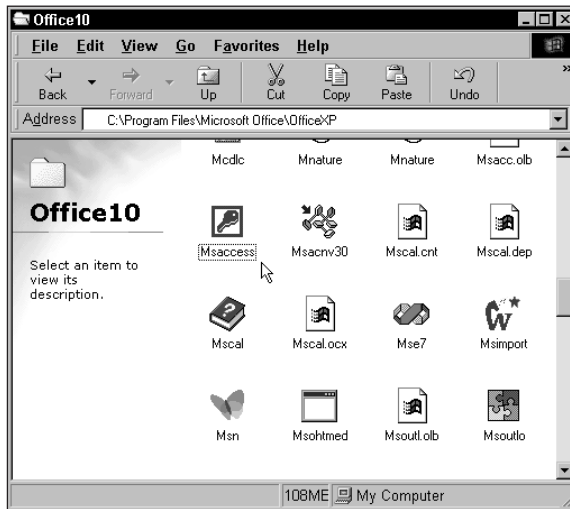 Office10
File Edit View Go Favorites Help
Back Forward Up Cut Copy Paste Undo »
Address C:\Program Files\Microsoft Office\OfficeXP
Mcdlc Mnature Mnature Msacc.olb
Office10
Select an item to
view its
description.
Msaccess Msacnv30 Mscal.cnt Mscal.dep
Mscal Mscal.ocx Mse7 Msimport
Msn Msohtmed Msoutl.olb Msoutlo
108ME My Computer